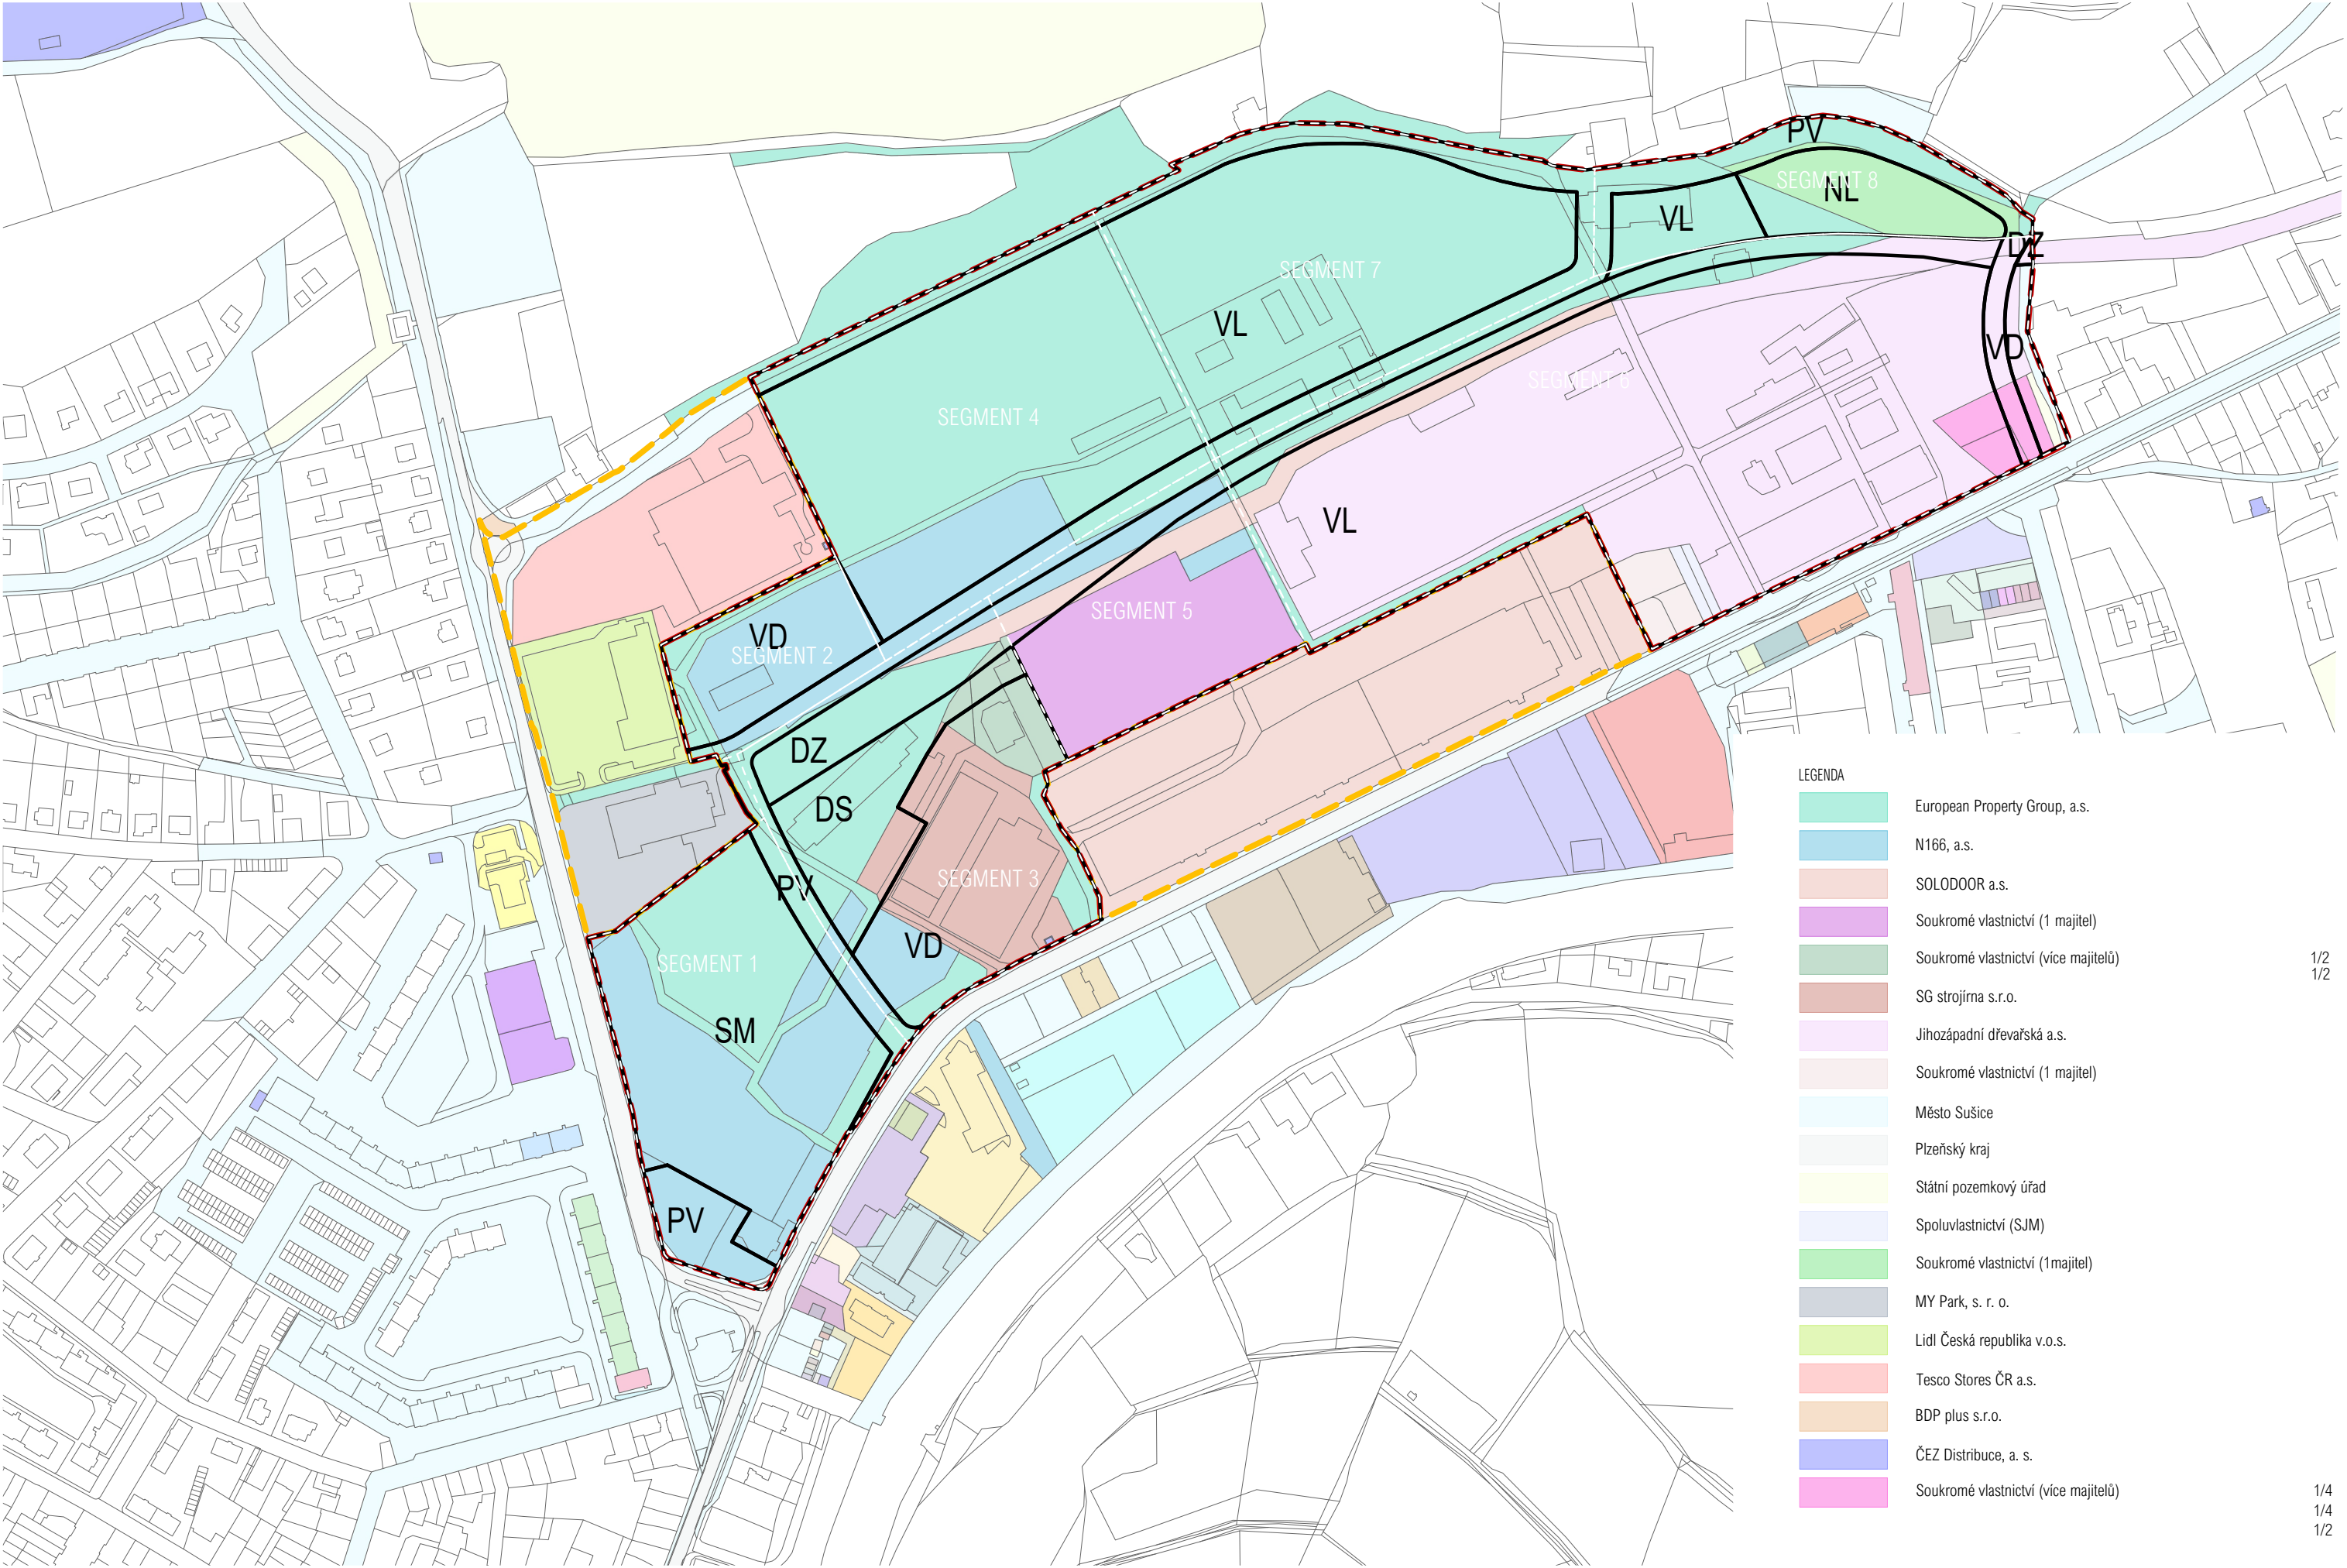 PV
SEGMENT 8
NL
VL
DZ
SEGMENT 7
VL
VD
SEGMENT 6
SEGMENT 4
VL
SEGMENT 5
VD
SEGMENT 2
DZ
DS
PV
SEGMENT 3
VD
SEGMENT 1
SM
PV
LEGENDA
European Property Group, a.s.
N166, a.s.
SOLODOOR a.s.
Soukromé vlastnictví (1 majitel)
Soukromé vlastnictví (více majitelů) 1/2
1/2
SG strojírna s.r.o.
Jihozápadní dřevařská a.s.
Soukromé vlastnictví (1 majitel)
Město Sušice
Plzeňský kraj
Státní pozemkový úřad
Spoluvlastnictví (SJM)
Soukromé vlastnictví (1majitel)
MY Park, s. r. o.
Lidl Česká republika v.o.s.
Tesco Stores ČR a.s.
BDP plus s.r.o.
ČEZ Distribuce, a. s.
Soukromé vlastnictví (více majitelů) 1/4
1/4
1/2